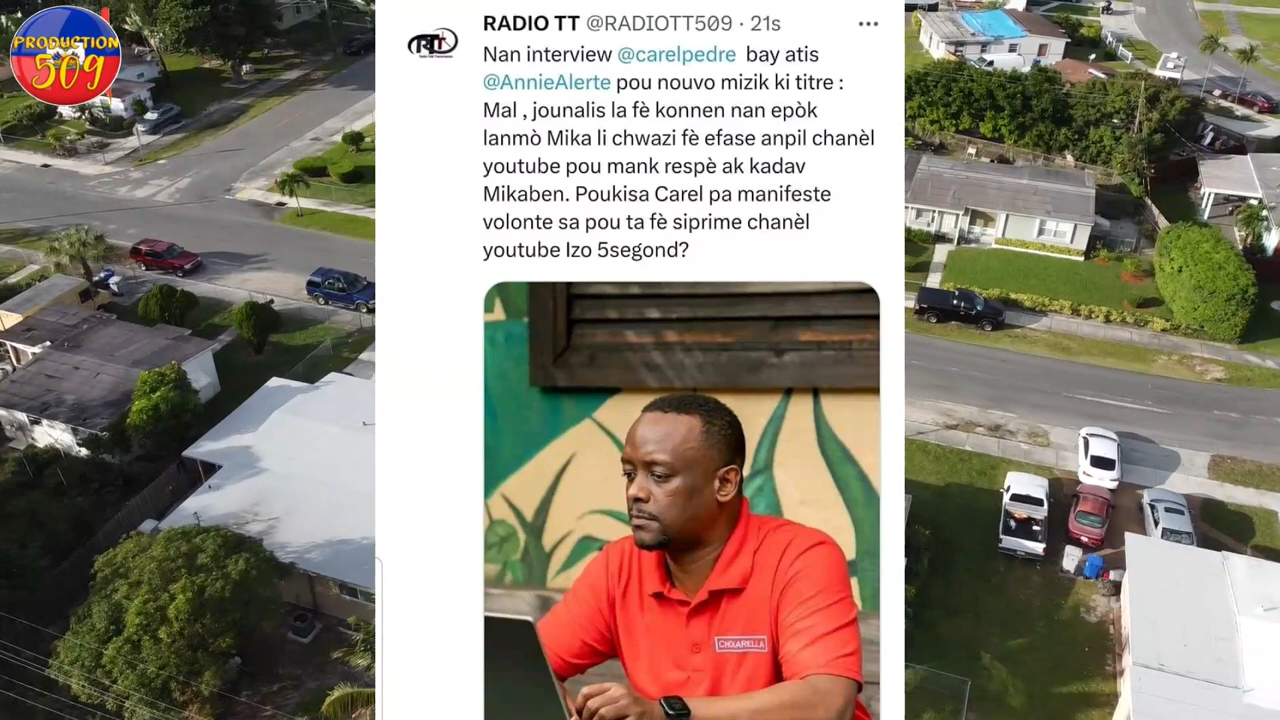 PRODUCTION
509
RTT
RADIO TT @RADIOTT509 · 21s
Nan interview @carelpedre bay atis
@AnnieAlerte pou nouvo mizik ki titre :
Mal , jounalis la fè konnen nan epòk
lanmò Mika li chwazi fè efase anpil chanèl
youtube pou mank respè ak kadav
Mikaben. Poukisa Carel pa manifeste
volonte sa pou ta fè siprime chanèl
youtube Izo 5segond?
CHOKARELLA